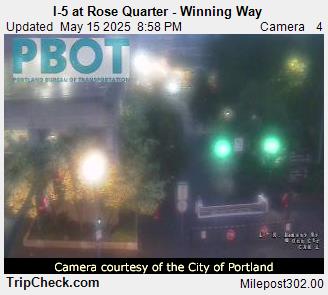 I-5 at Rose Quarter - Winning Way
Updated May 15 2025 8:58 PM Camera 4
PBOT
PORTLAND BUREAU OF TRANSPORTATION
Camera courtesy of the City of Portland
TripCheck.com Milepost302.00